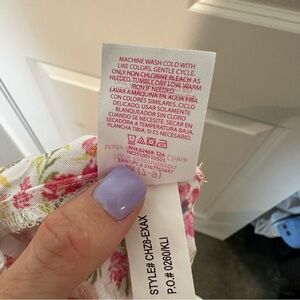 MACHINE WASH COLD WITH
LIKE COLORS. GENTLE CYCLE.
ONLY NON CHLORINE BLEACH AS
NEEDED. TUMBLE DRY LOW. WARM
IRON IF NEEDED
LAVAR A MAQUINA EN AGUA FRIA
CON COLORES SIMILARES. CICLO
DELICADO. USAR SOLAMENTE
BLANQUEADOR SIN CLORO
CUANDO SE NECESITE. SECAR EN
SECADORA A TEMPERATURA BAJA.
PLANCHA TIBIA, SI ES NECESARIO.
STYLE# CHZ8-EXAX
P.O.# 0260/KLI